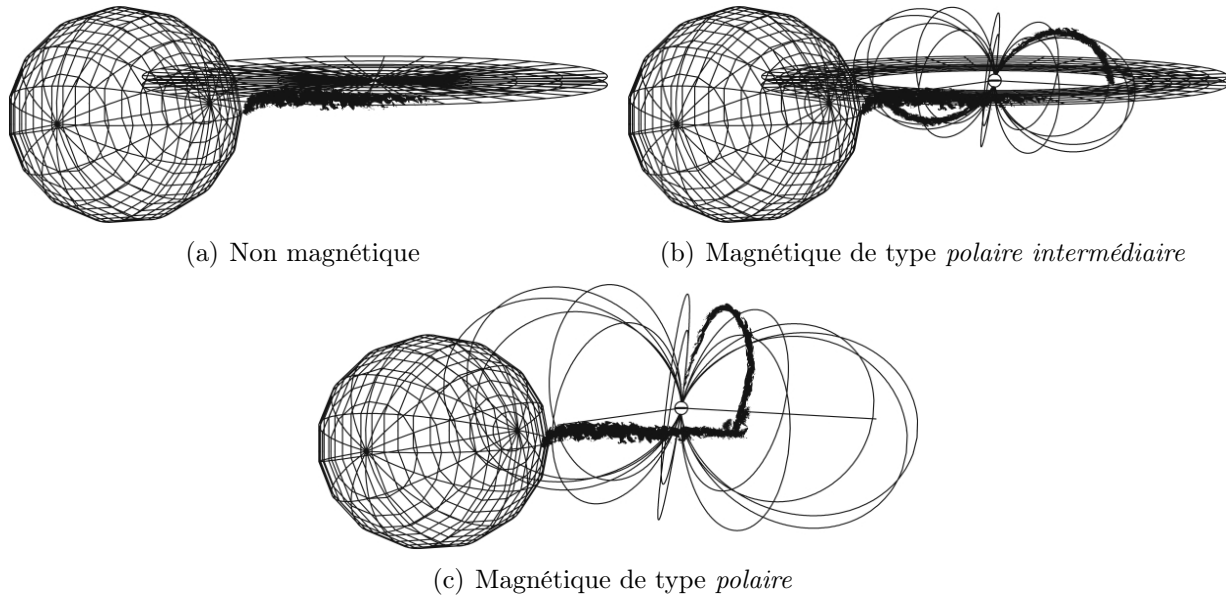 (a) Non magnétique
(b) Magnétique de type polaire intermédiaire
(c) Magnétique de type polaire